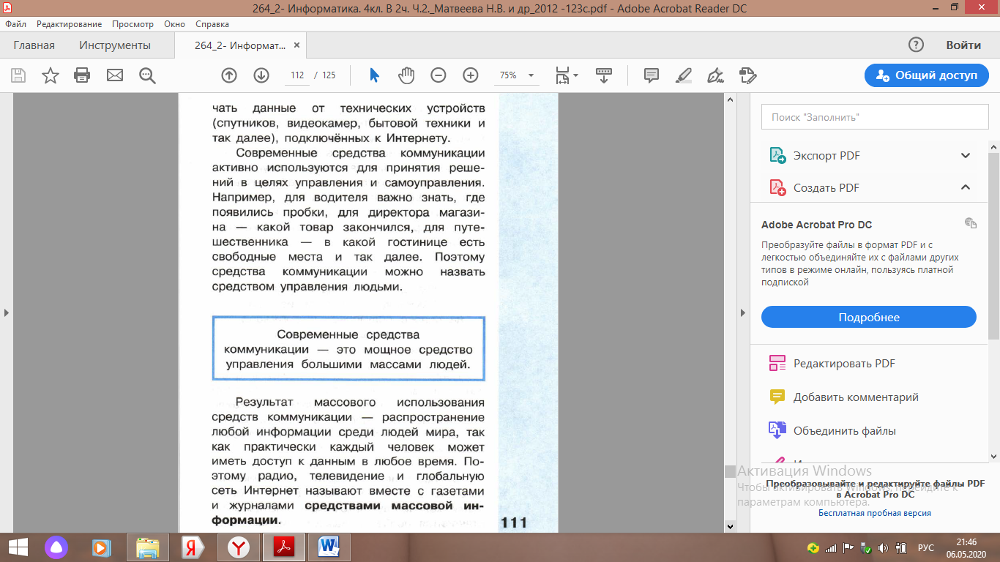 264_2- Информатика. 4кл. В 2ч. Ч.2._Матвеева Н.В. и др_2012 -123с.pdf - Adobe Acrobat Reader DC
Файл Редактирование Просмотр Окно Справка
Главная Инструменты 264_2- Информат... × Войти
112 / 125 75% Общий доступ
чать данные от технических устройств
(спутников, видеокамер, бытовой техники и
так далее), подключённых к Интернету.
Современные средства коммуникации
активно используются для принятия реше-
ний в целях управления и самоуправления.
Например, для водителя важно знать, где
появились пробки, для директора магази-
на — какой товар закончился, для путе-
шественника — в какой гостинице есть
свободные места и так далее. Поэтому
средства коммуникации можно назвать
средством управления людьми.
Современные средства
коммуникации — это мощное средство
управления большими массами людей.
Результат массового использования
средств коммуникации — распространение
любой информации среди людей мира, так
как практически каждый человек может
иметь доступ к данным в любое время. По-
этому радио, телевидение и глобальную
сеть Интернет называют вместе с газетами
и журналами средствами массовой ин-
формации.
111
Поиск "Заполнить"
Экспорт PDF
Создать PDF
Adobe Acrobat Pro DC
Преобразуйте файлы в формат PDF и с
легкостью объединяйте их с файлами других
типов в режиме онлайн, пользуясь платной
подпиской
Подробнее
Редактировать PDF
Добавить комментарий
Объединить файлы
Активация Windows
Чтобы активировать Windows, перейдите к
параметрам компьютера.
Преобразовывайте и редактируйте файлы PDF
в Acrobat Pro DC
Бесплатная пробная версия
РУС
21:46
06.05.2020